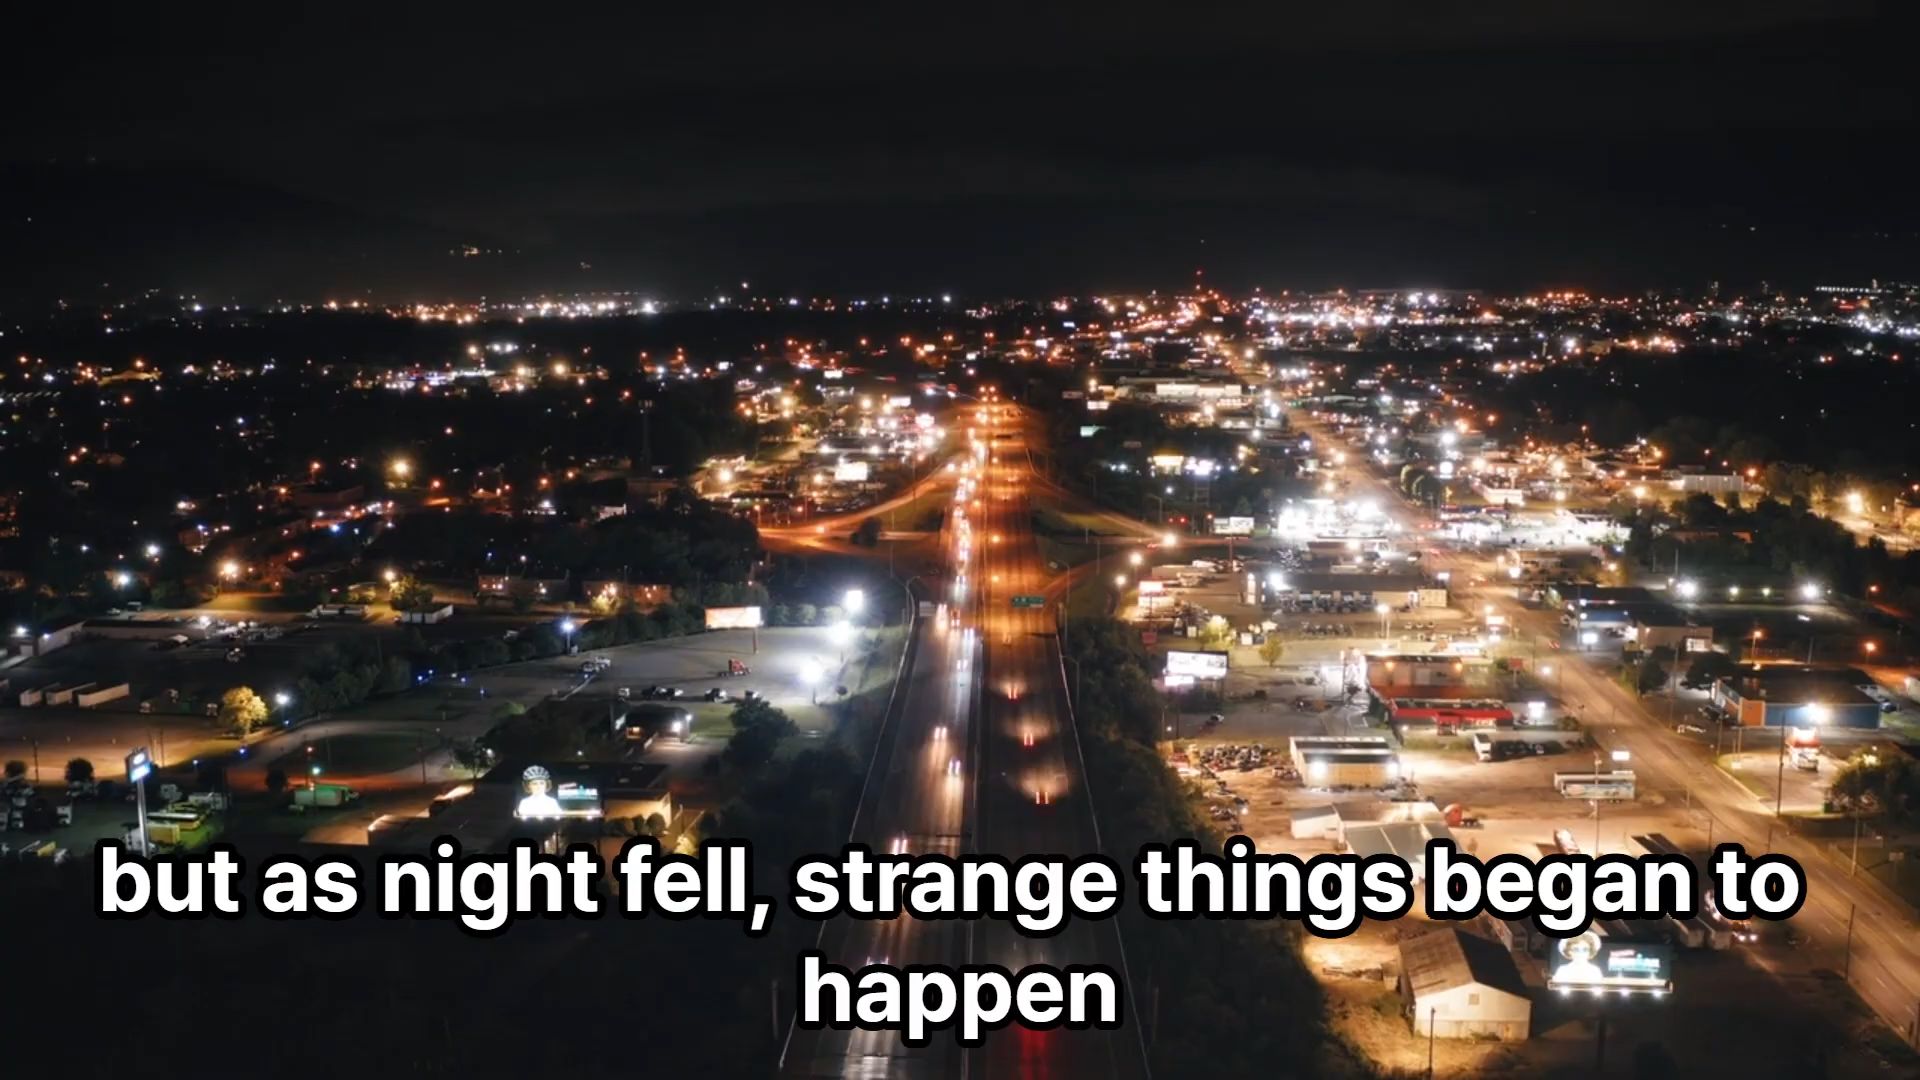 but as night fell, strange things began to
happen